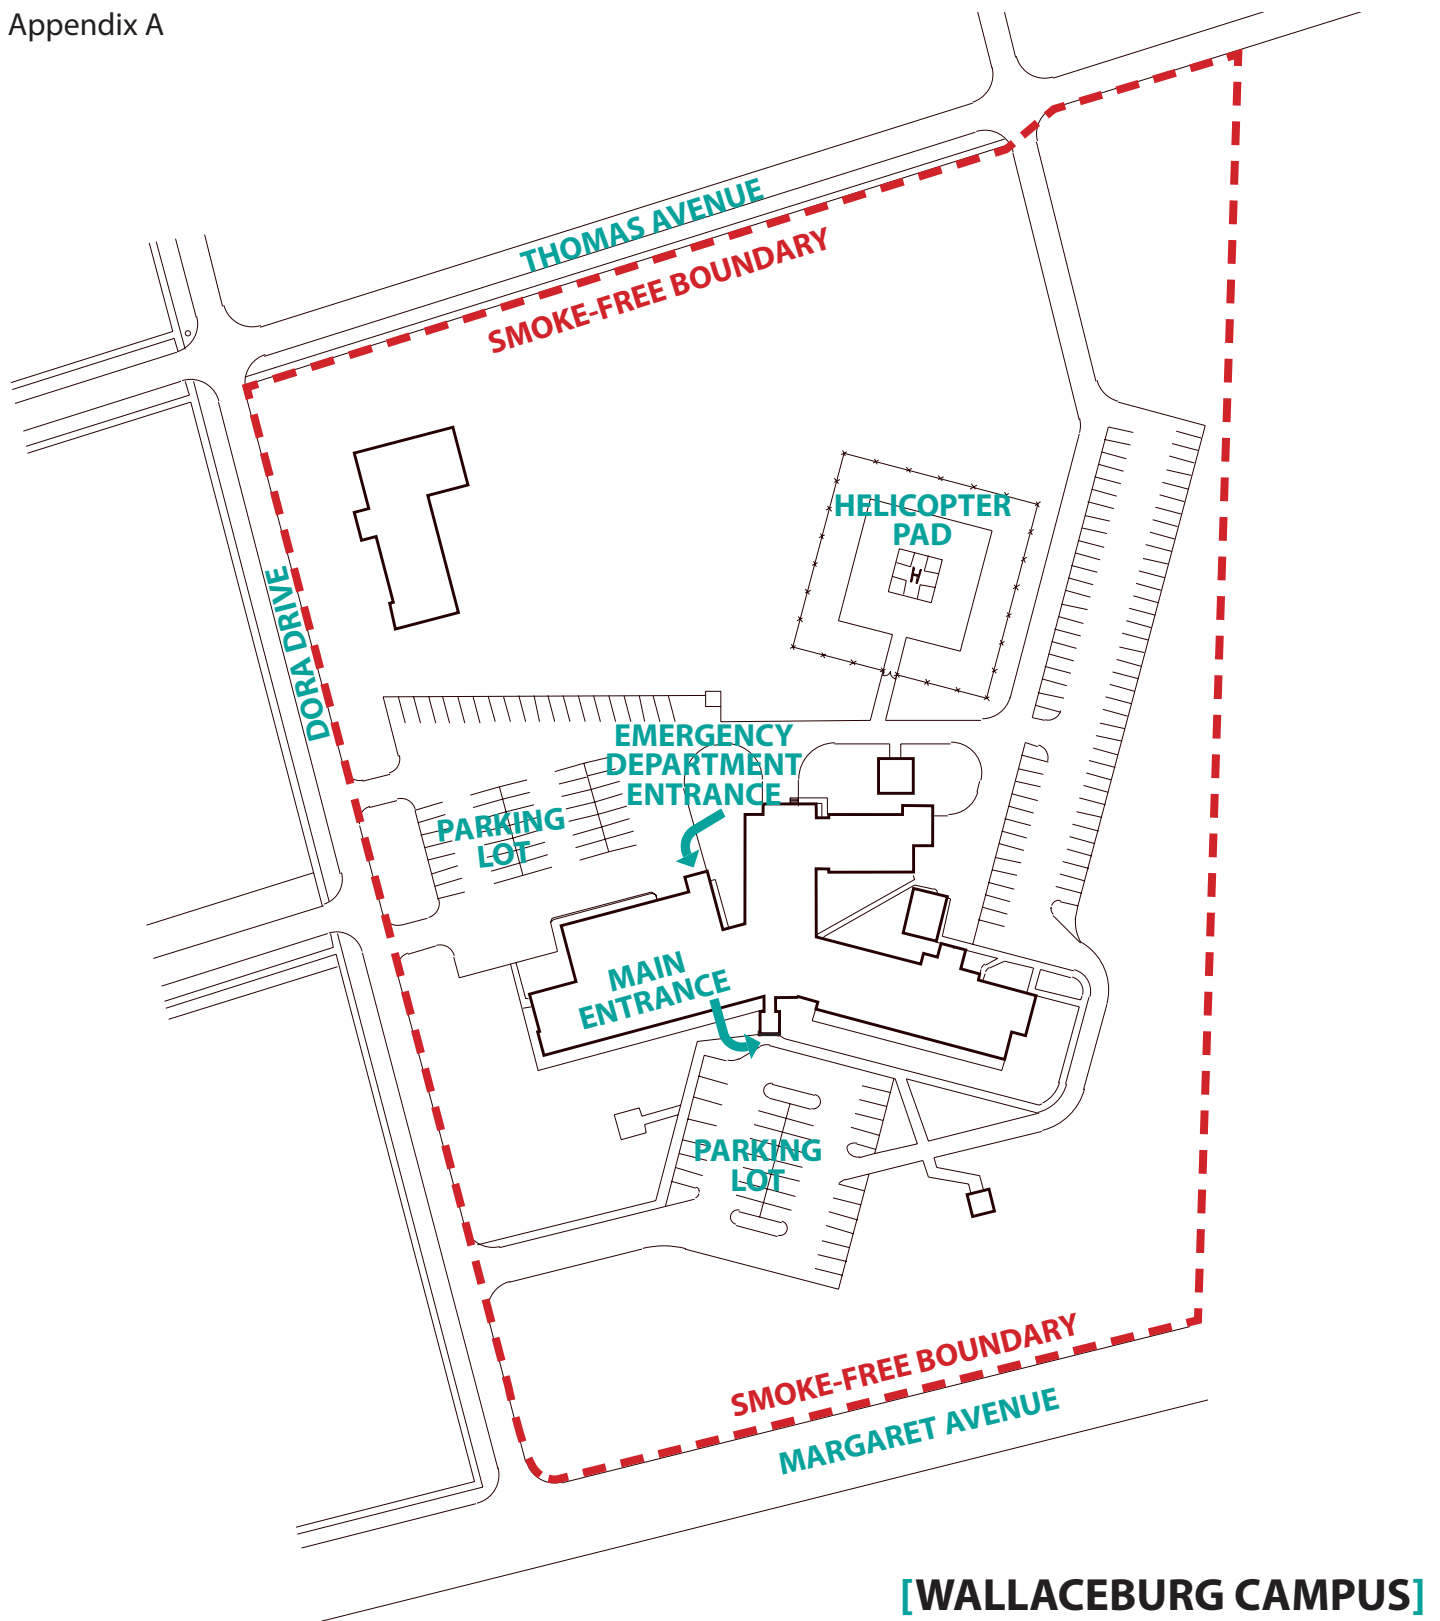 Appendix A
THOMAS AVENUE
SMOKE-FREE BOUNDARY
HELICOPTER
PAD
H
DORA DRIVE
EMERGENCY
DEPARTMENT
ENTRANCE
PARKING
LOT
MAIN
ENTRANCE
PARKING
LOT
SMOKE-FREE BOUNDARY
MARGARET AVENUE
[WALLACEBURG CAMPUS]